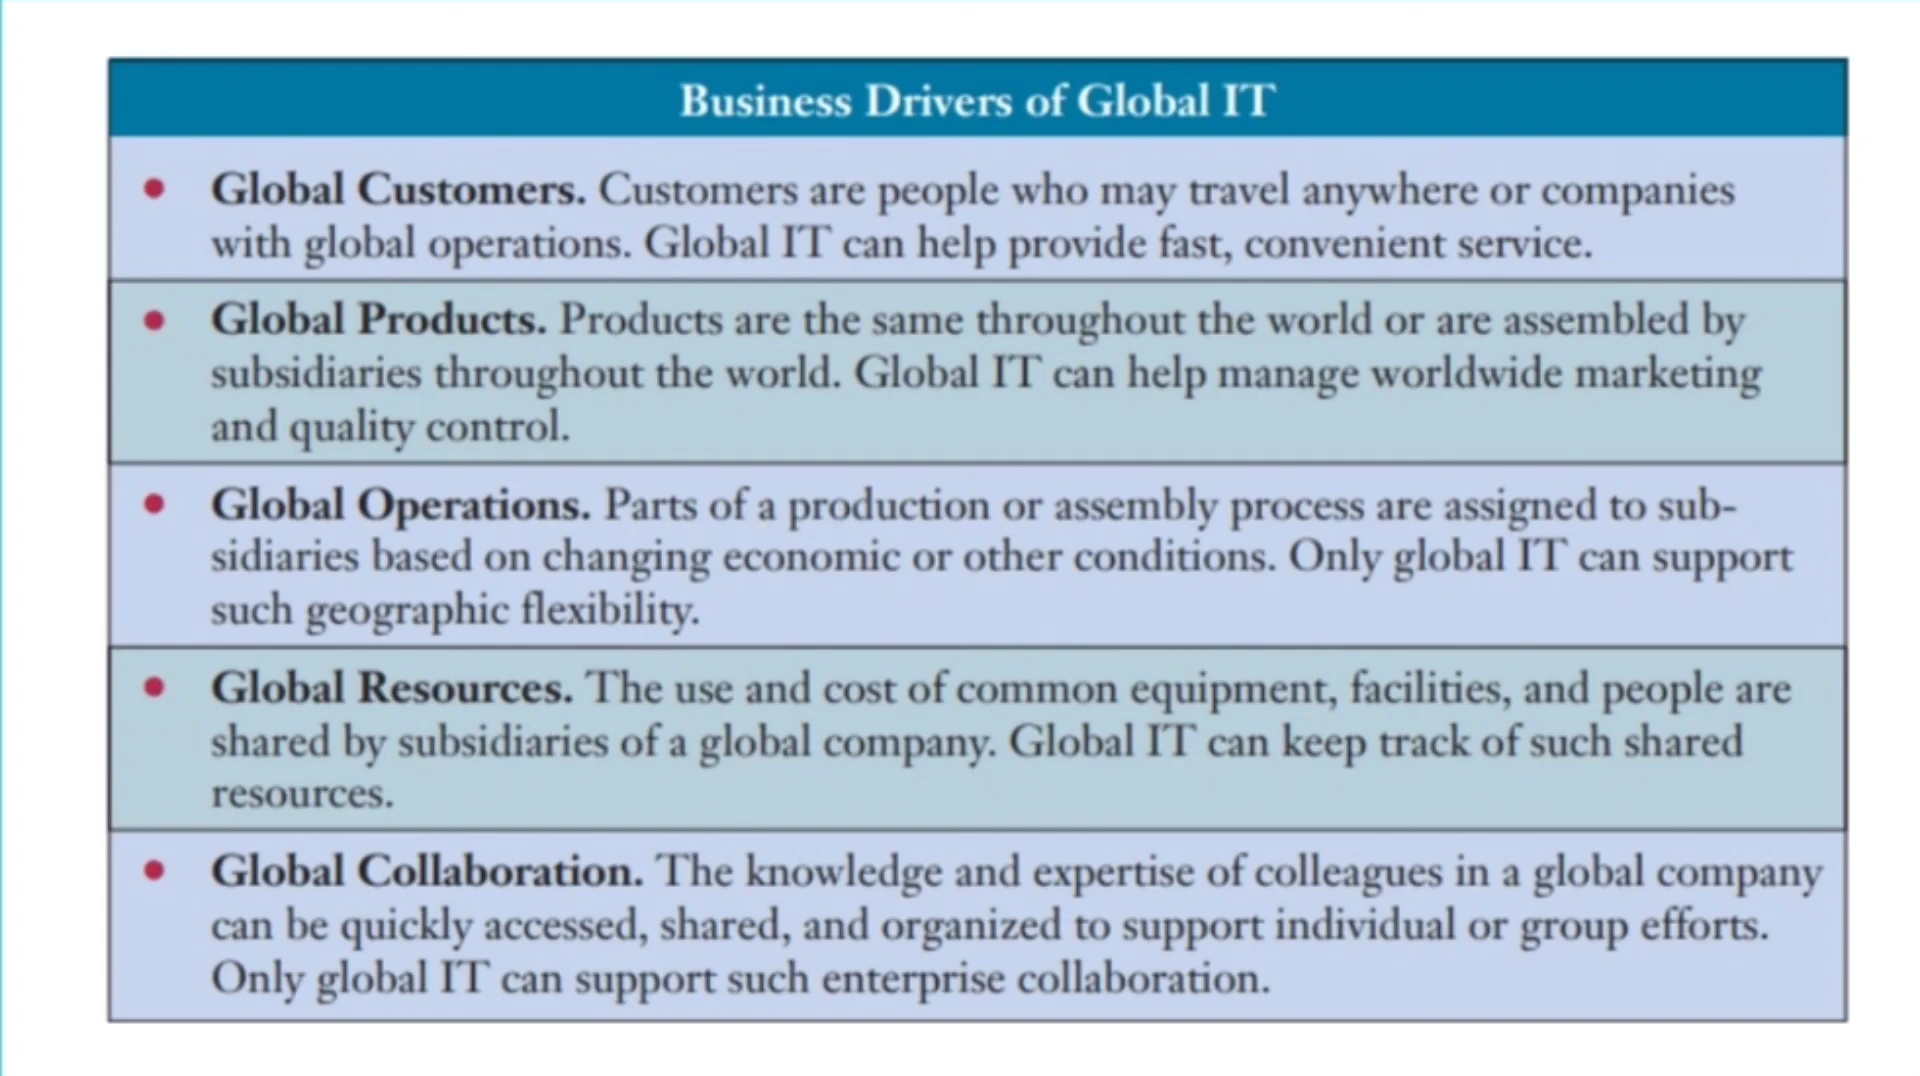 Business Drivers of Global IT
• Global Customers. Customers are people who may travel anywhere or companies
with global operations. Global IT can help provide fast, convenient service.
• Global Products. Products are the same throughout the world or are assembled by
subsidiaries throughout the world. Global IT can help manage worldwide marketing
and quality control.
• Global Operations. Parts of a production or assembly process are assigned to sub-
sidiaries based on changing economic or other conditions. Only global IT can support
such geographic flexibility.
• Global Resources. The use and cost of common equipment, facilities, and people are
shared by subsidiaries of a global company. Global IT can keep track of such shared
resources.
• Global Collaboration. The knowledge and expertise of colleagues in a global company
can be quickly accessed, shared, and organized to support individual or group efforts.
Only global IT can support such enterprise collaboration.